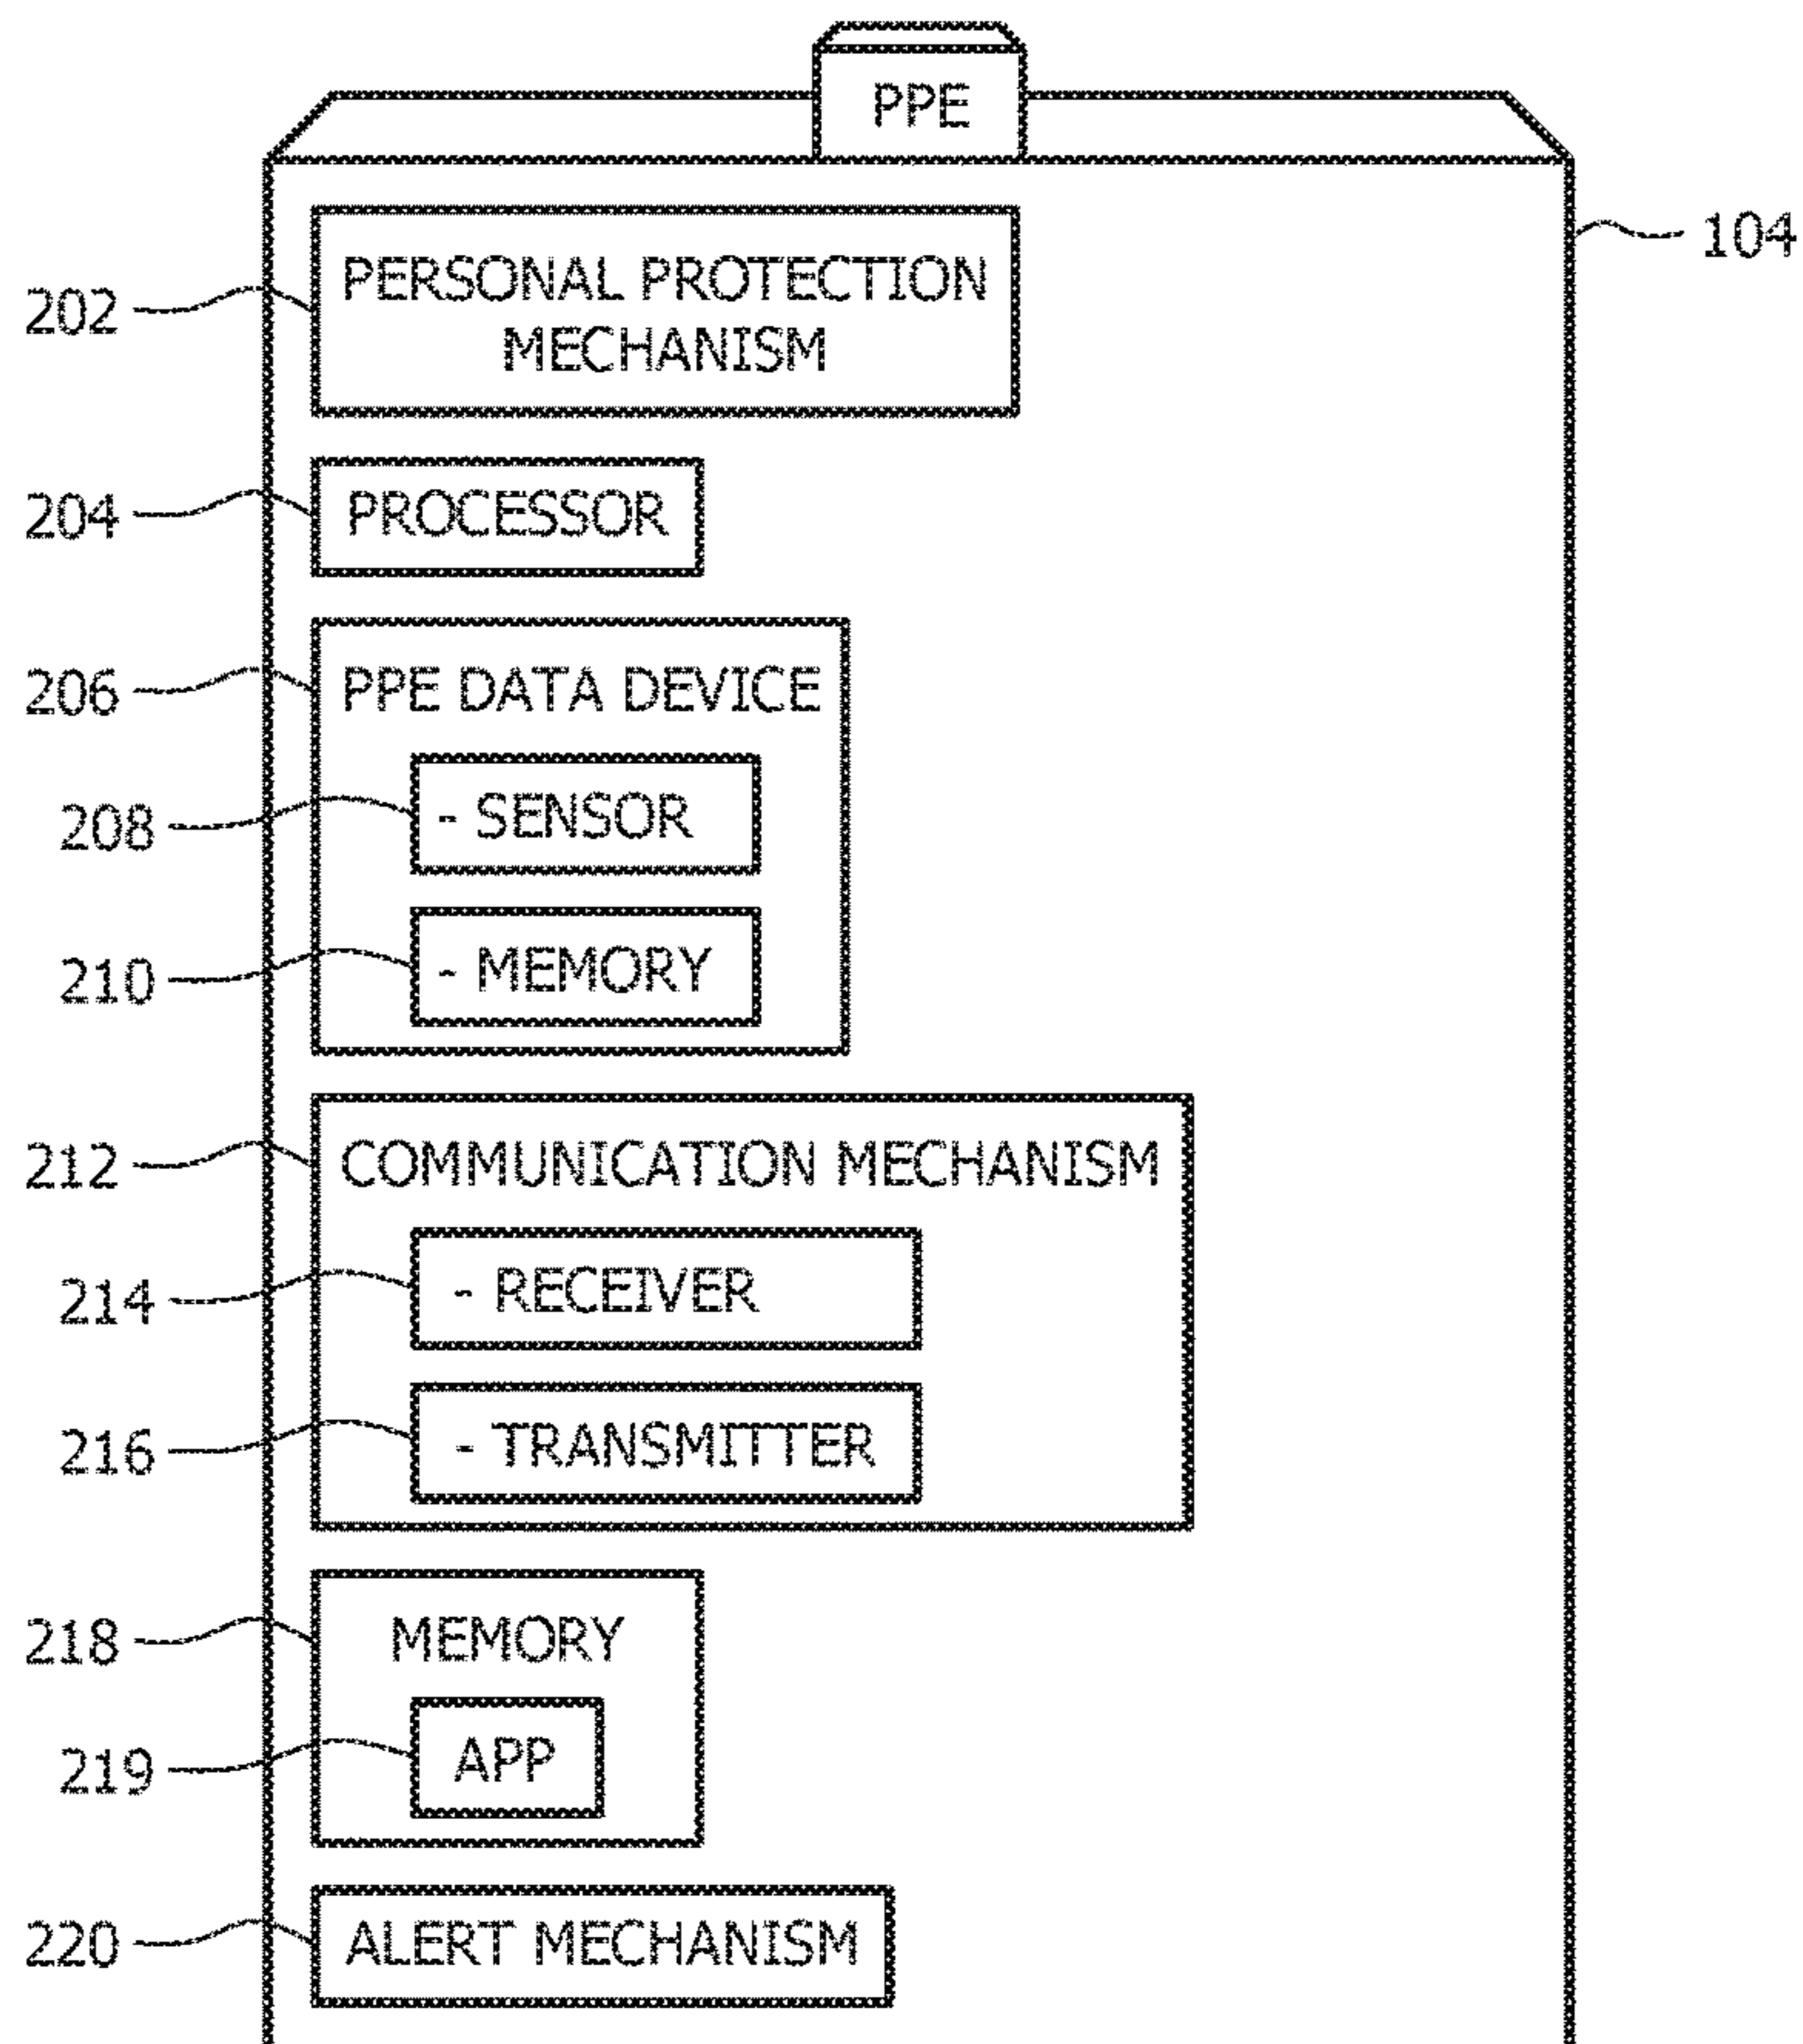 PPE
104
PERSONAL PROTECTION
MECHANISM
202
PROCESSOR
204
206
PPE DATA DEVICE
208
- SENSOR
210
- MEMORY
212
COMMUNICATION MECHANISM
214
- RECEIVER
216
- TRANSMITTER
218
MEMORY
219
APP
220
ALERT MECHANISM